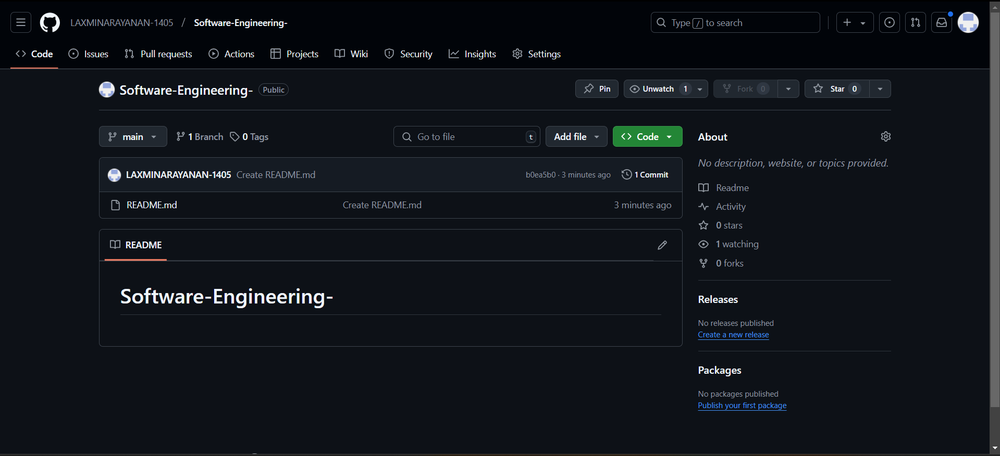 LAXMINARAYANAN-1405 / Software-Engineering-
Type / to search
Code Issues Pull requests Actions Projects Wiki Security Insights Settings
Software-Engineering- Public
Pin Unwatch 1 Fork 0 Star 0
main 1 Branch 0 Tags Go to file t Add file Code
LAXMINARAYANAN-1405 Create README.md b0ea5b0 · 3 minutes ago 1 Commit
README.md Create README.md 3 minutes ago
README
Software-Engineering-
About
No description, website, or topics provided.
Readme
Activity
0 stars
1 watching
0 forks
Releases
No releases published
Create a new release
Packages
No packages published
Publish your first package